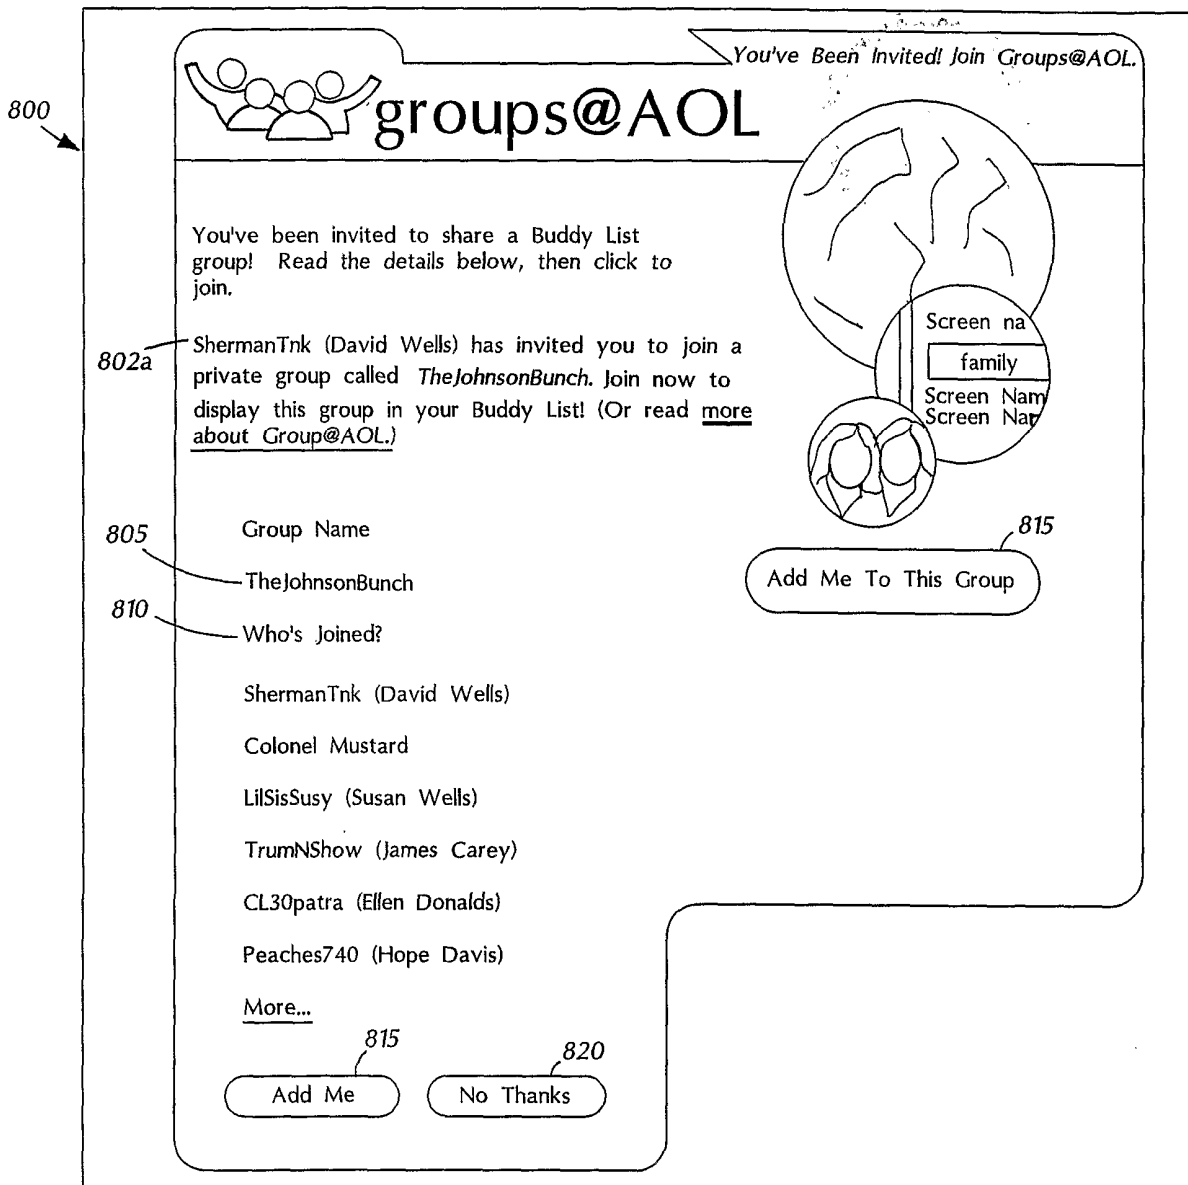 You've Been Invited! Join Groups@AOL.
800
groups@AOL
You've been invited to share a Buddy List
group! Read the details below, then click to
join.
802a
ShermanTnk (David Wells) has invited you to join a
private group called TheJohnsonBunch. Join now to
display this group in your Buddy List! (Or read more
about Group@AOL.)
Screen na
family
Screen Nam
Screen Nar
805
Group Name
TheJohnsonBunch
815
Add Me To This Group
810
Who's Joined?
ShermanTnk (David Wells)
Colonel Mustard
LilSisSusy (Susan Wells)
TrumNShow (James Carey)
CL30patra (Ellen Donalds)
Peaches740 (Hope Davis)
More...
815
820
Add Me
No Thanks